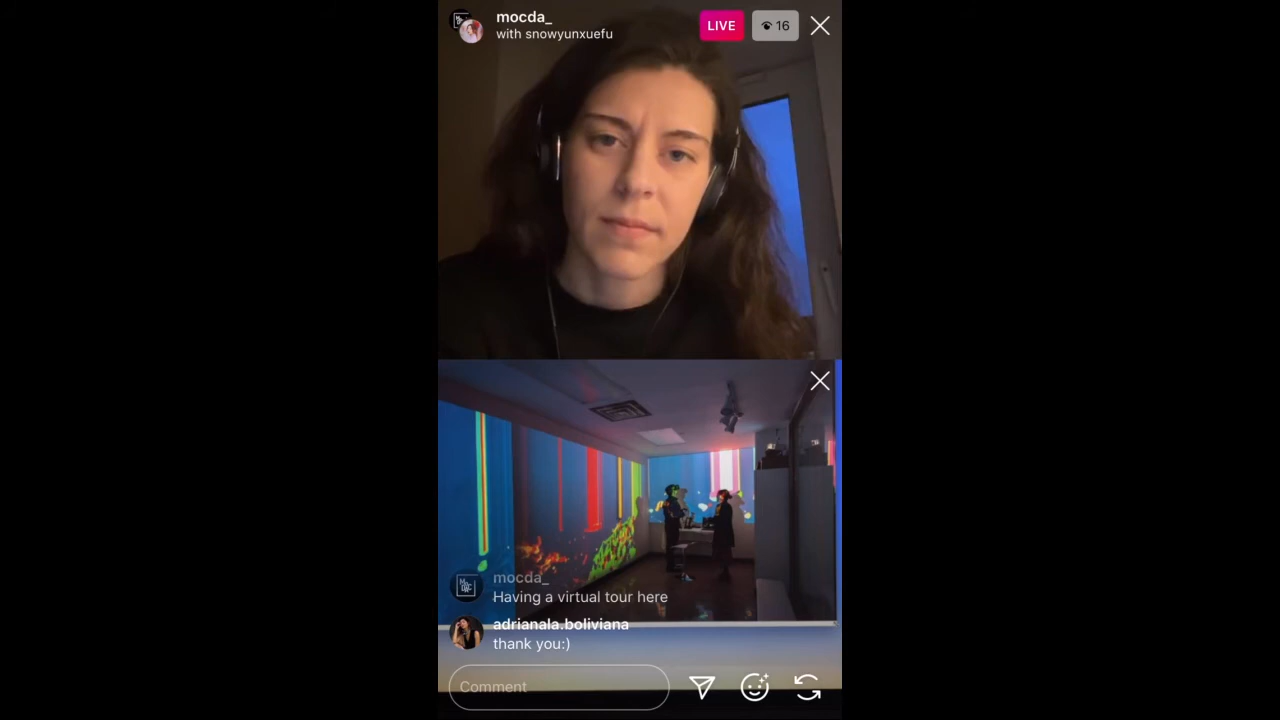 mocda_
with snowyunxuefu
LIVE
16
mocda_
Having a virtual tour here
adrianala.boliviana
thank you:)
Comment